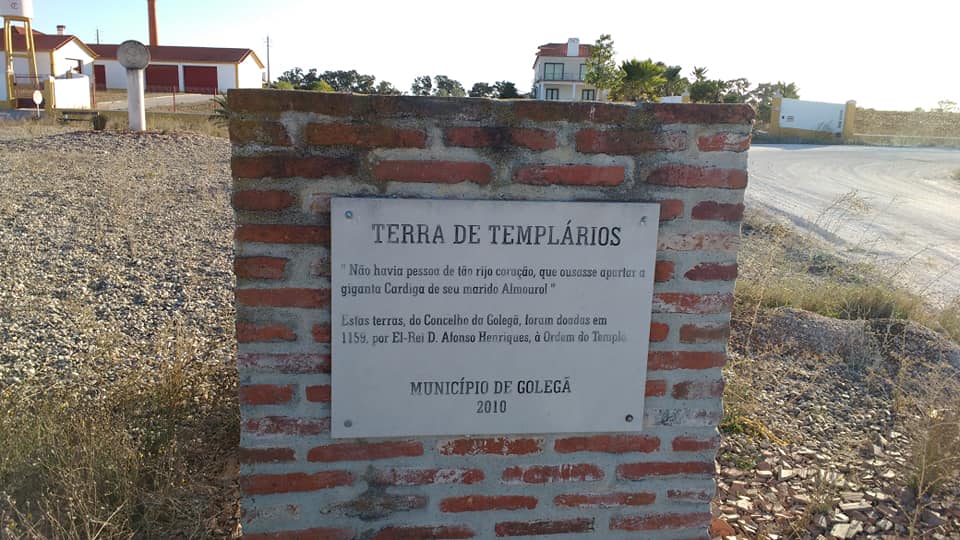 TERRA DE TEMPLÁRIOS
" Não havia pessoa de tão rijo coração, que ousasse apartar a
giganta Cardiga de seu marido Almourol "
Estas terras, do Concelho da Golegã, foram doadas em
1159, por El-Rei D. Afonso Henriques, à Ordem do Templo.
MUNICÍPIO DE GOLEGÃ
2010